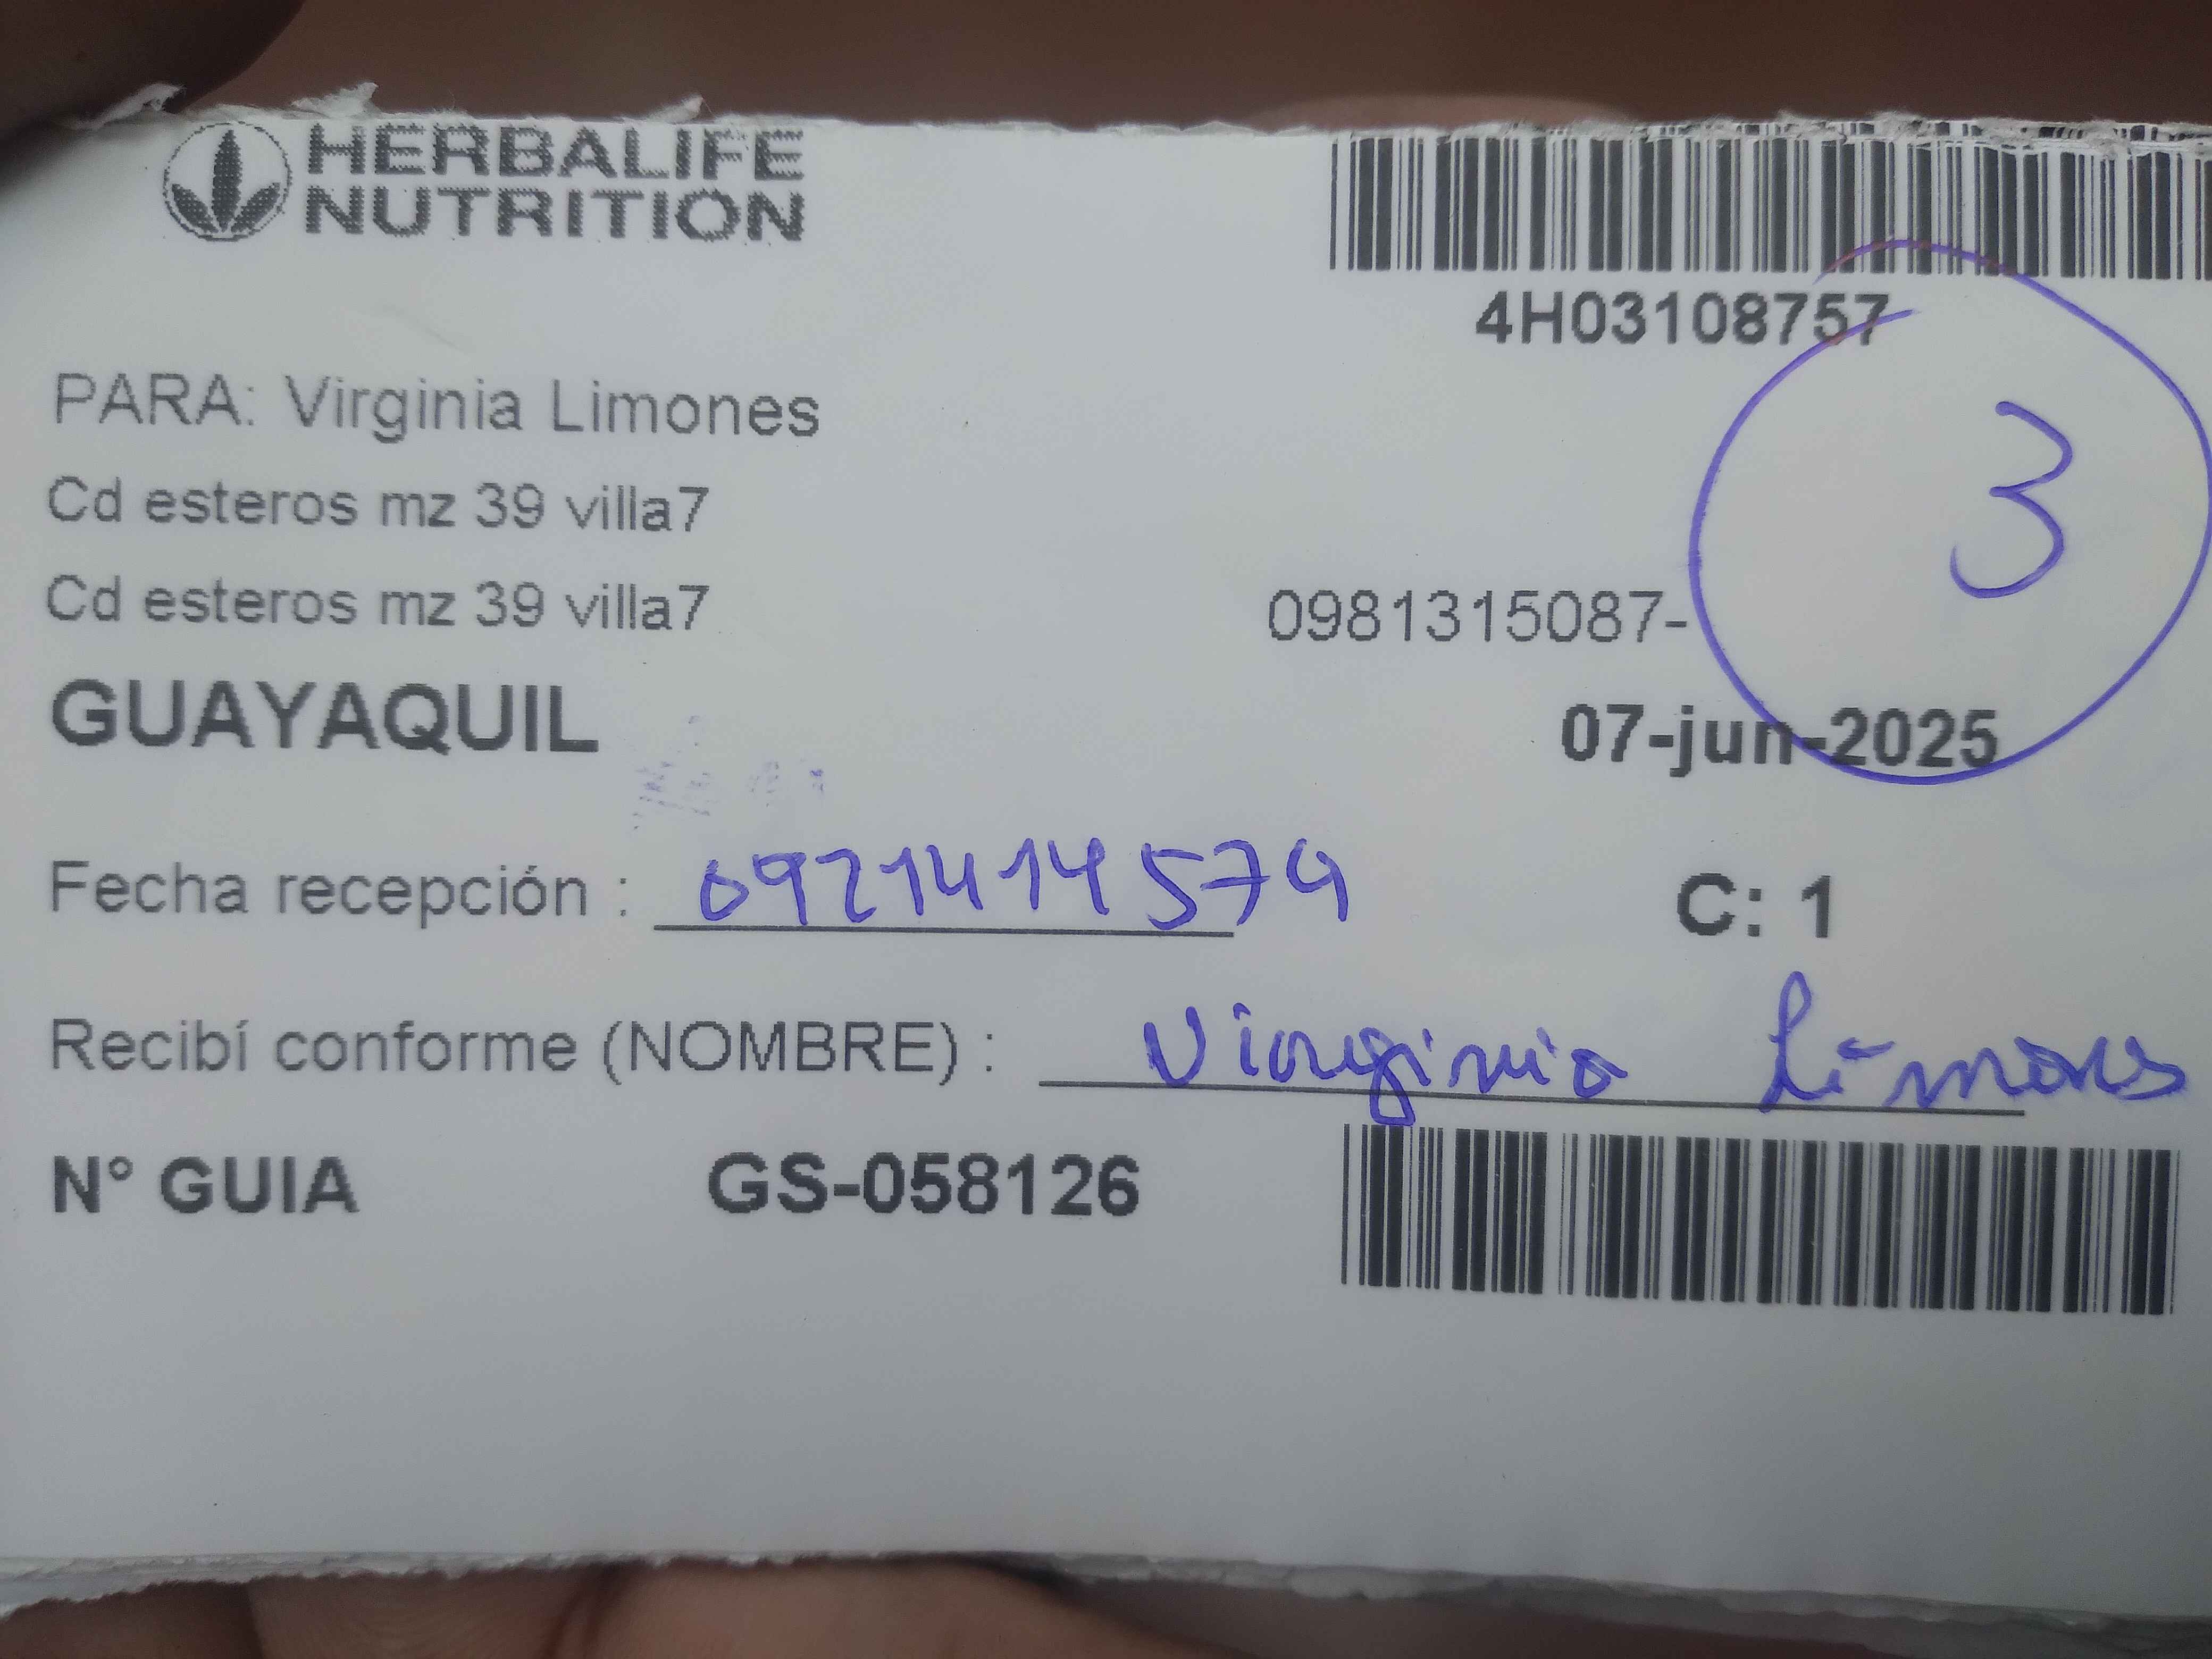 HERBALIFE
NUTRITION
4H03108757
3
PARA: Virginia Limones
Cd esteros mz 39 villa7
Cd esteros mz 39 villa7
0981315087-
GUAYAQUIL
07-jun-2025
Fecha recepción : 0921414579
C: 1
Recibí conforme (NOMBRE) : Virginia Limones
N° GUIA GS-058126